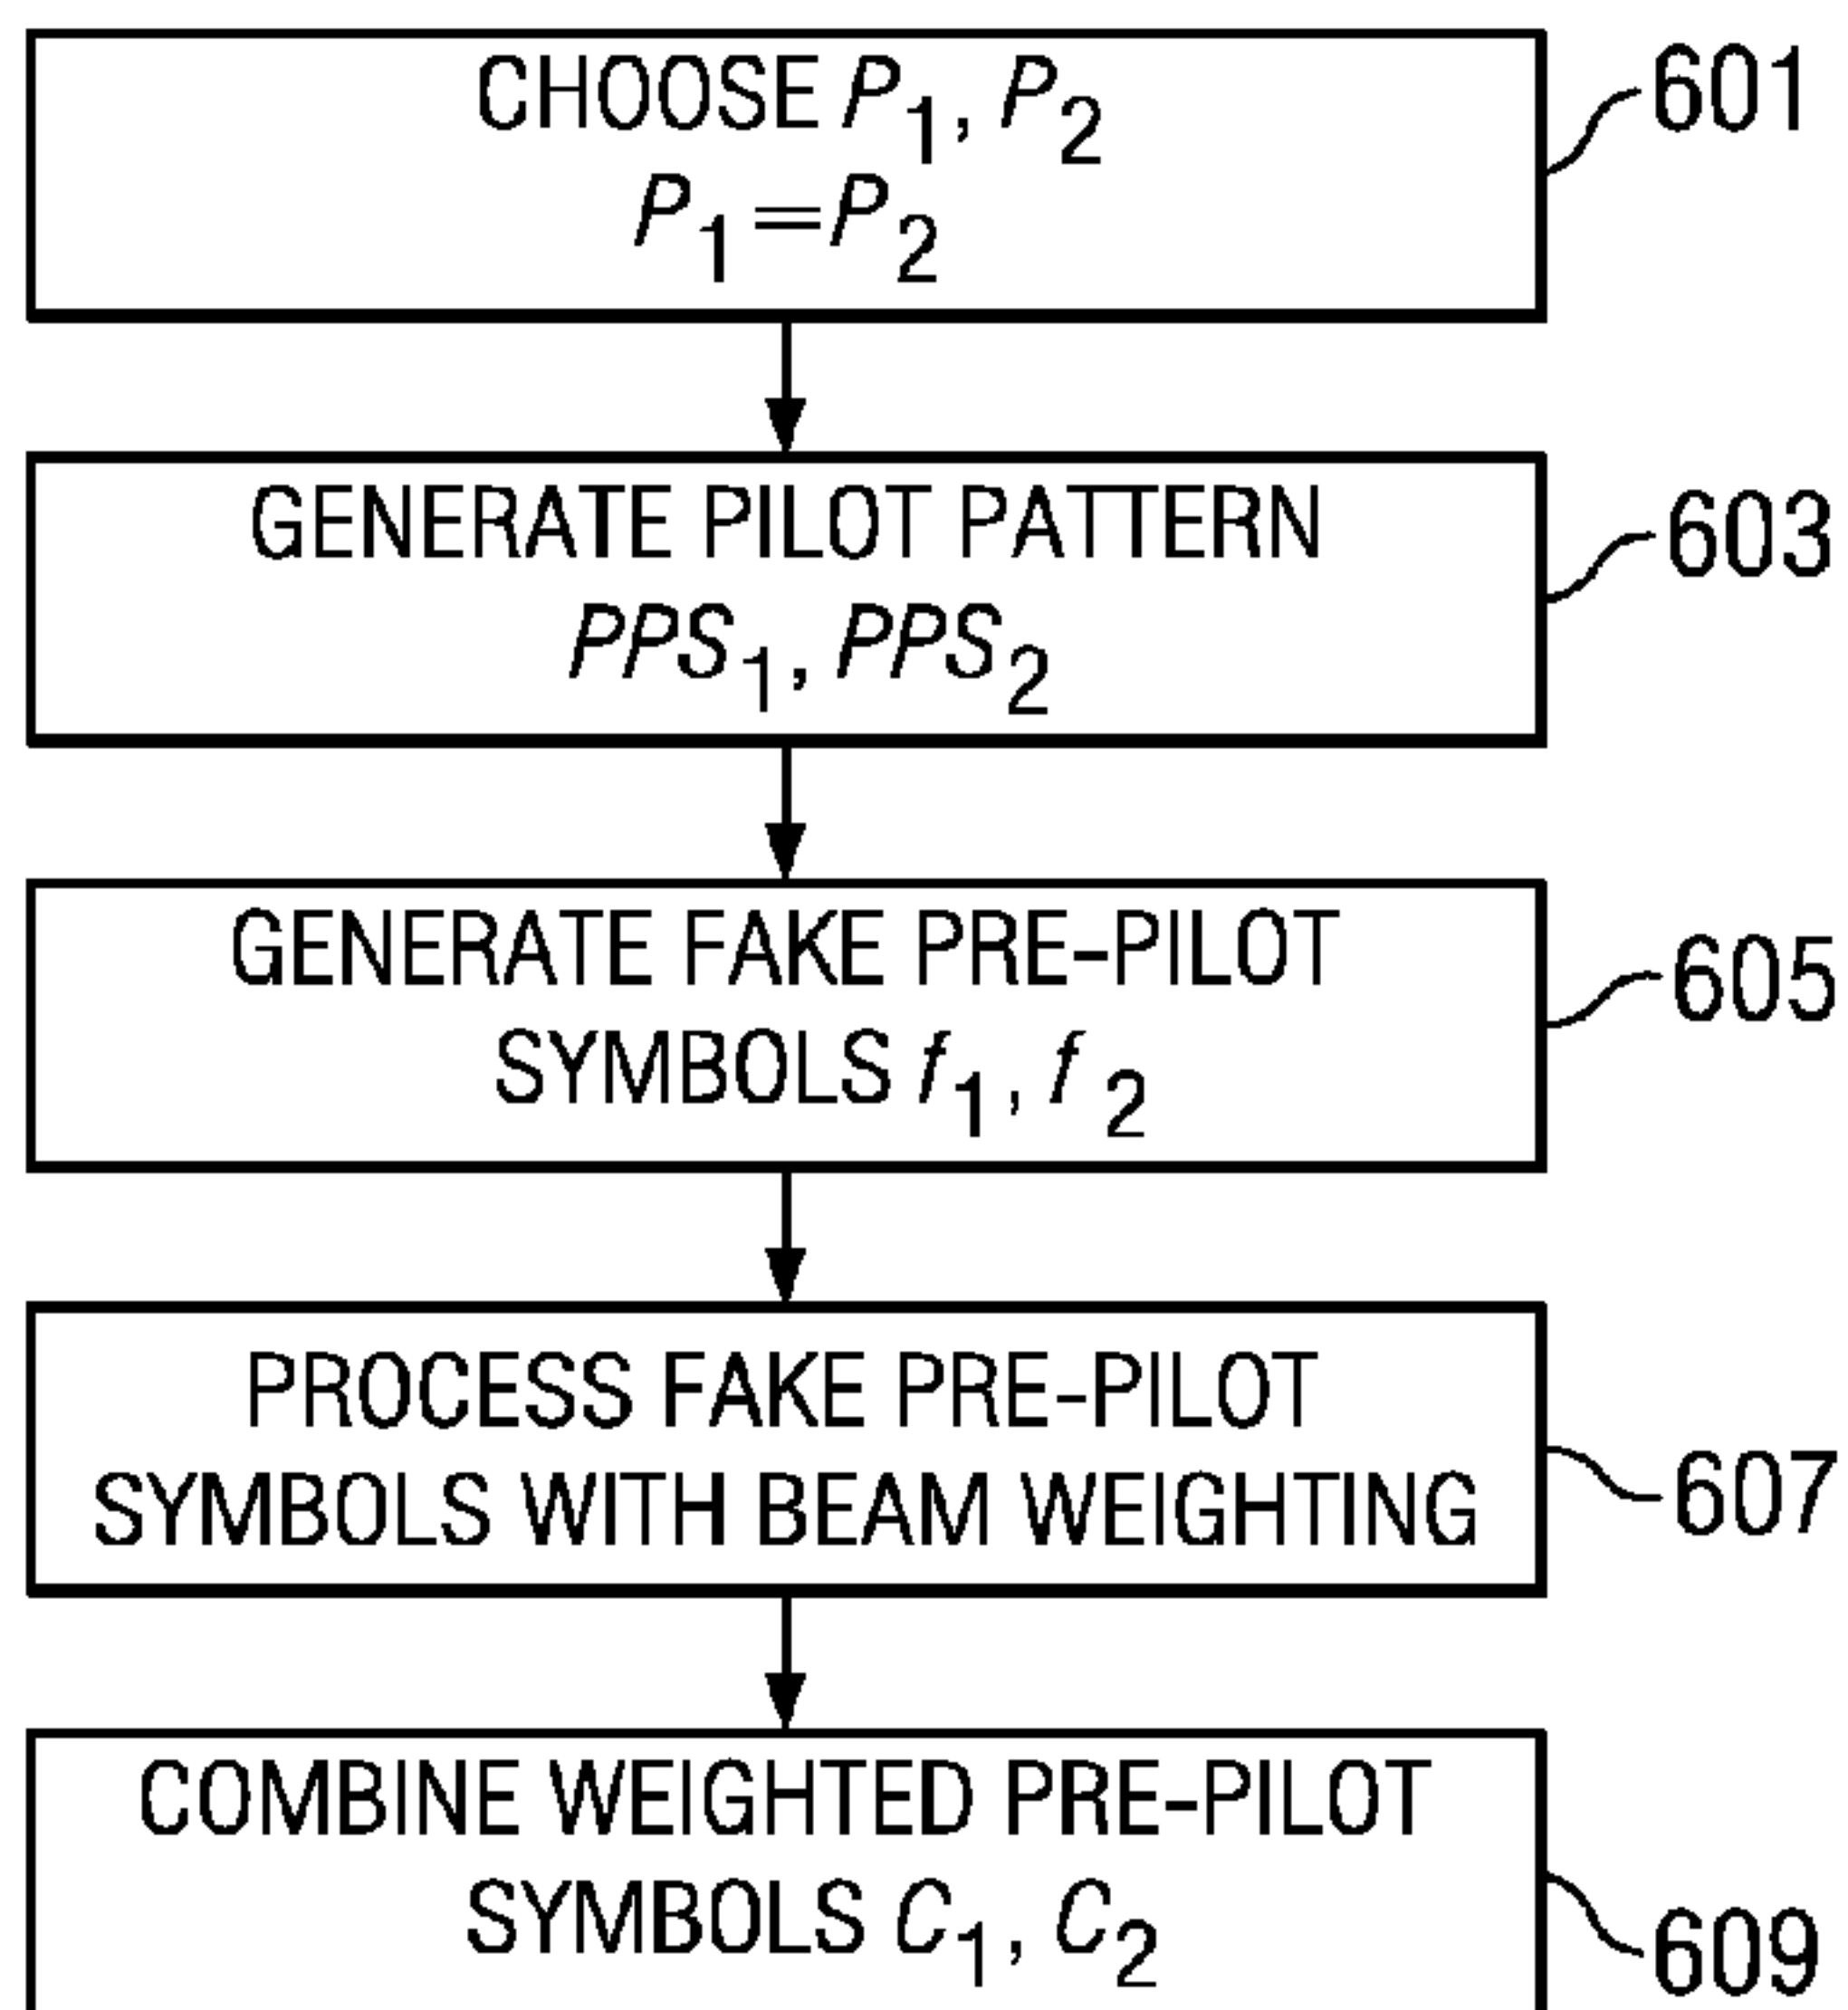 CHOOSE P₁, P₂
P₁=P₂
601
GENERATE PILOT PATTERN
PPS₁, PPS₂
603
GENERATE FAKE PRE-PILOT
SYMBOLS f₁, f₂
605
PROCESS FAKE PRE-PILOT
SYMBOLS WITH BEAM WEIGHTING
607
COMBINE WEIGHTED PRE-PILOT
SYMBOLS C₁, C₂
609